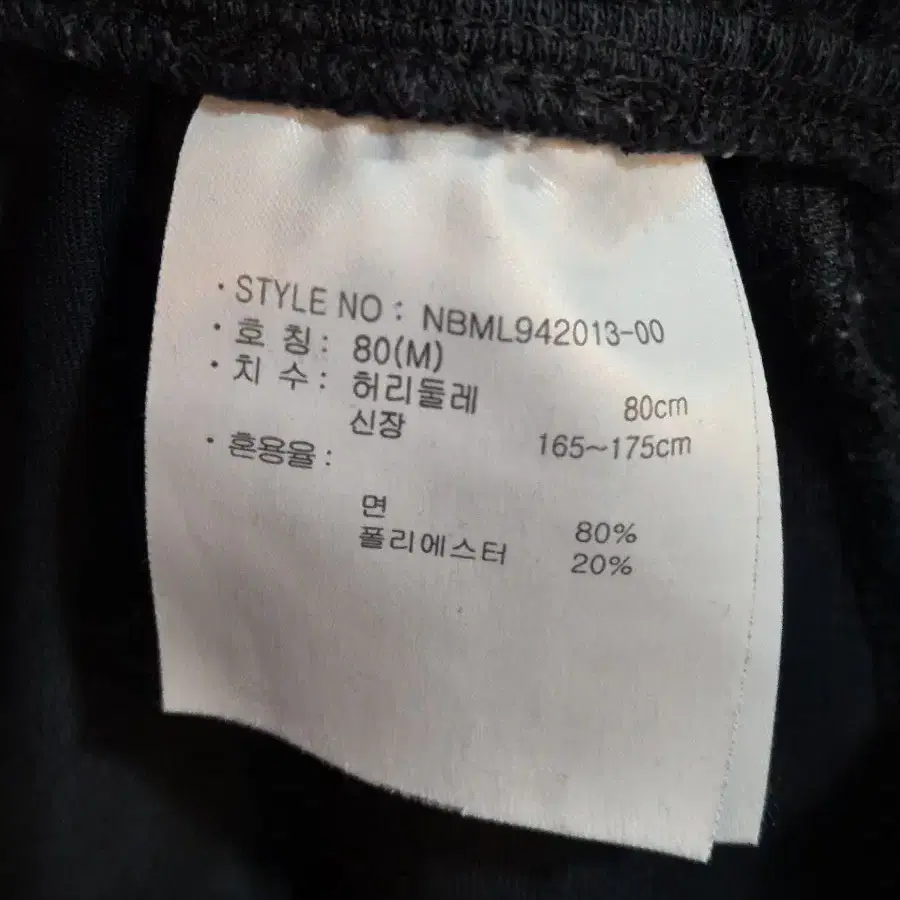 · STYLE NO : NBML942013-00
· 호 칭 : 80(M)
· 치 수 : 허리둘레 80cm
신장 165~175cm
· 혼용율 :
면 80%
폴리에스터 20%